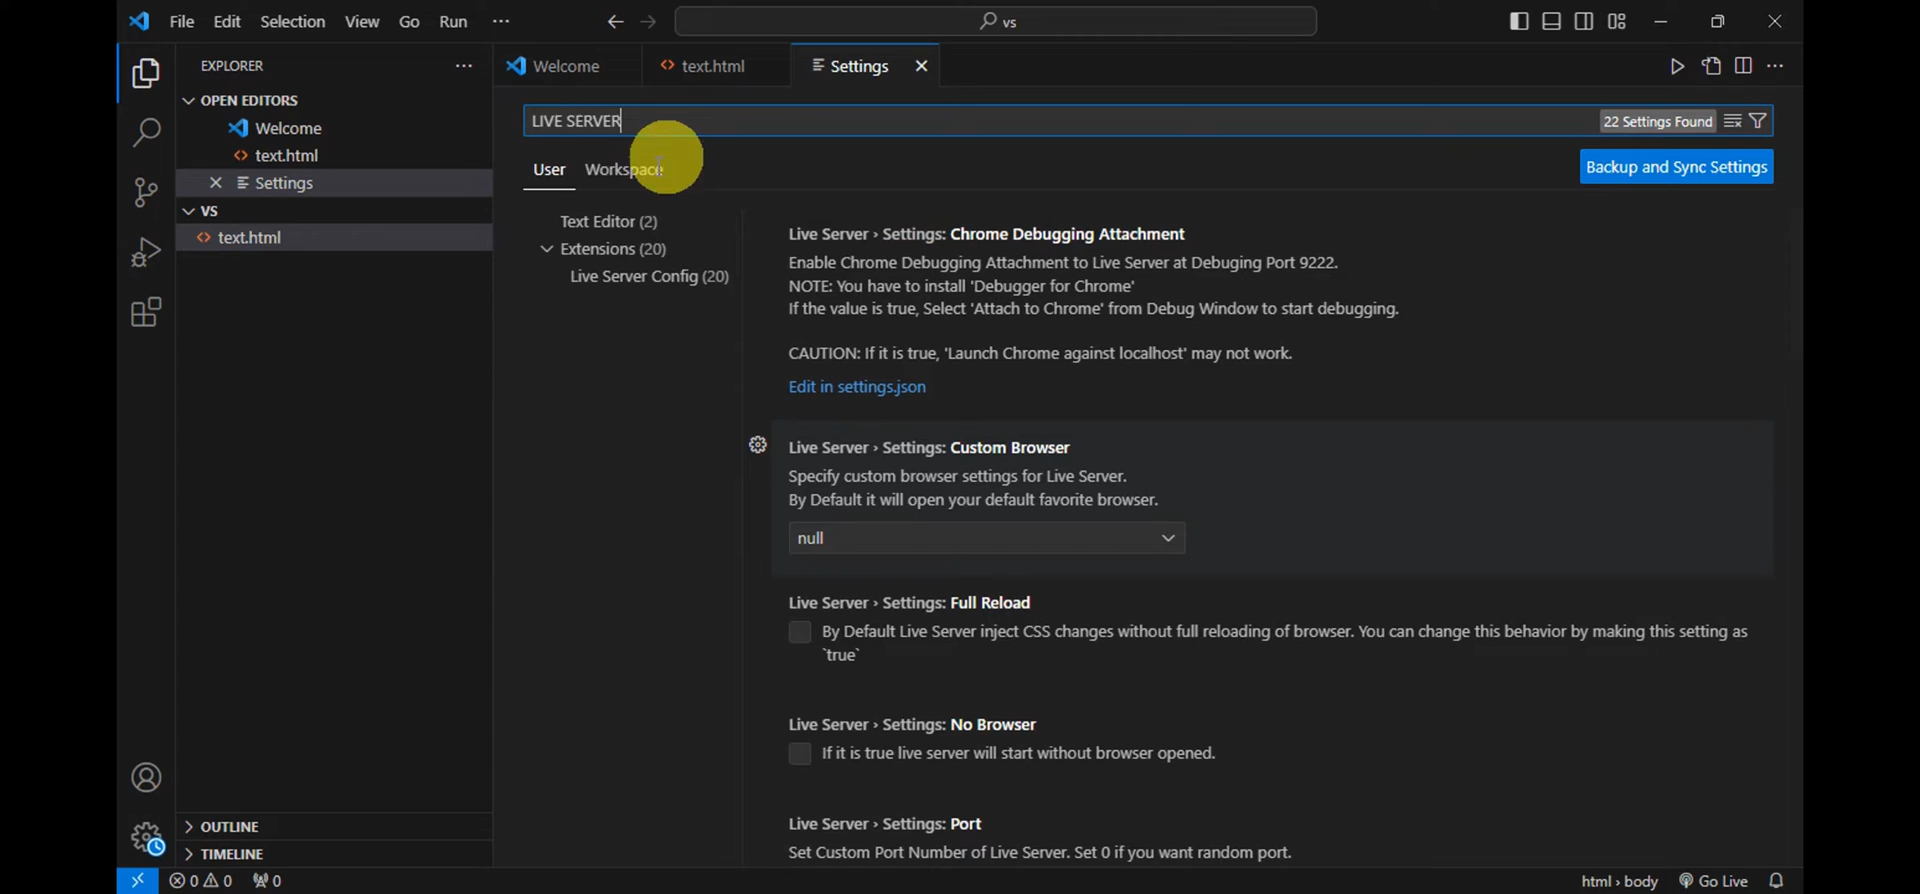 File Edit Selection View Go Run ···
vs
EXPLORER ···
Welcome
text.html
Settings
OPEN EDITORS
Welcome
text.html
Settings
VS
text.html
OUTLINE
TIMELINE
LIVE SERVER
22 Settings Found
User Workspace
Backup and Sync Settings
Text Editor (2)
Extensions (20)
Live Server Config (20)
Live Server › Settings: Chrome Debugging Attachment
Enable Chrome Debugging Attachment to Live Server at Debuging Port 9222.
NOTE: You have to install 'Debugger for Chrome'
If the value is true, Select 'Attach to Chrome' from Debug Window to start debugging.
CAUTION: If it is true, 'Launch Chrome against localhost' may not work.
Edit in settings.json
Live Server › Settings: Custom Browser
Specify custom browser settings for Live Server.
By Default it will open your default favorite browser.
null
Live Server › Settings: Full Reload
By Default Live Server inject CSS changes without full reloading of browser. You can change this behavior by making this setting as
`true`
Live Server › Settings: No Browser
If it is true live server will start without browser opened.
Live Server › Settings: Port
Set Custom Port Number of Live Server. Set 0 if you want random port.
0 0 0
html › body Go Live